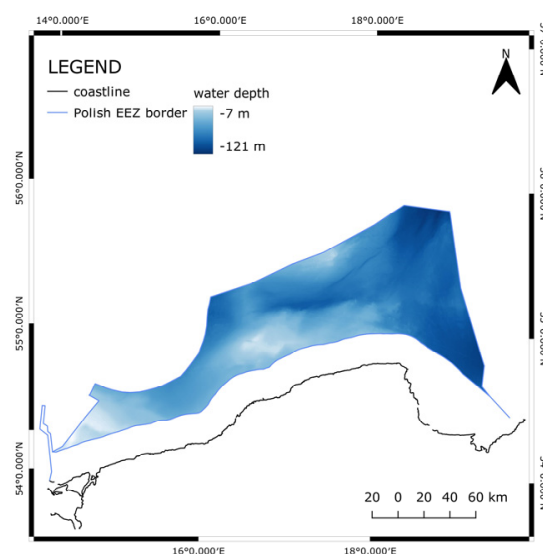 14°0.000'E 16°0.000'E 18°0.000'E
LEGEND
N
coastline
Polish EEZ border
water depth
-7 m
-121 m
56°0.000'N
55°0.000'N
54°0.000'N
20 0 20 40 60 km
16°0.000'E 18°0.000'E